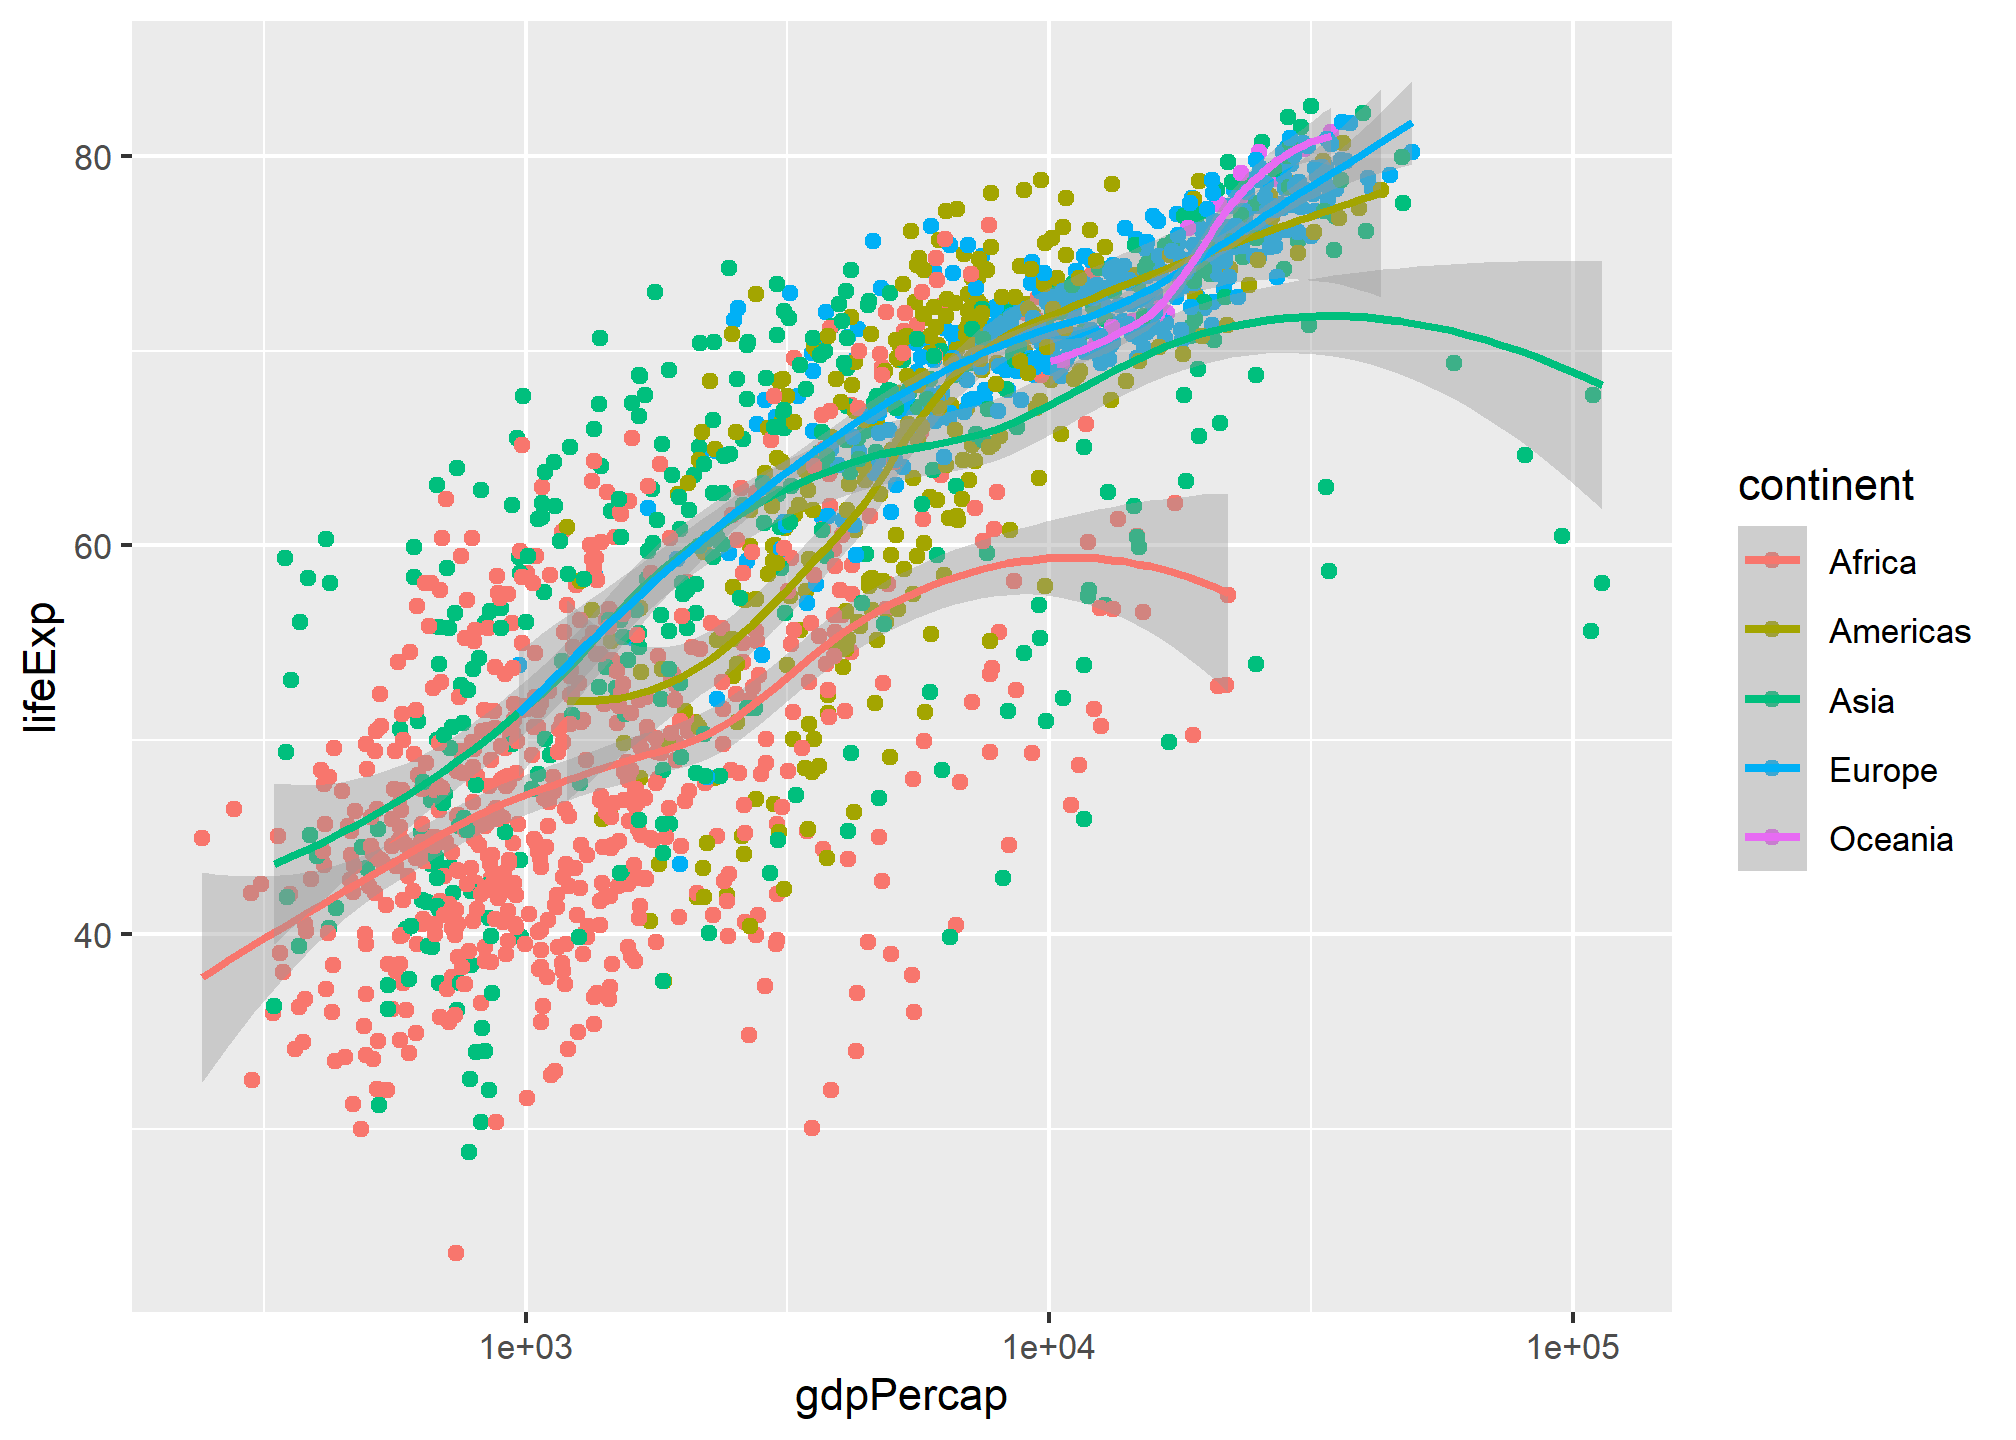 80
60
40
lifeExp
1e+03
1e+04
1e+05
gdpPercap
continent
Africa
Americas
Asia
Europe
Oceania